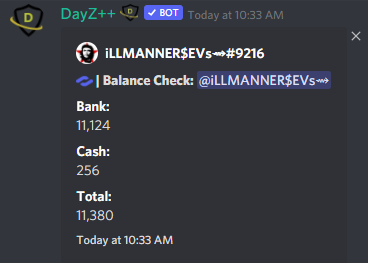 DayZ++ BOT Today at 10:33 AM
iLLMANNER$EVs⇝#9216
| Balance Check: @iLLMANNER$EVs⇝
Bank:
11,124
Cash:
256
Total:
11,380
Today at 10:33 AM